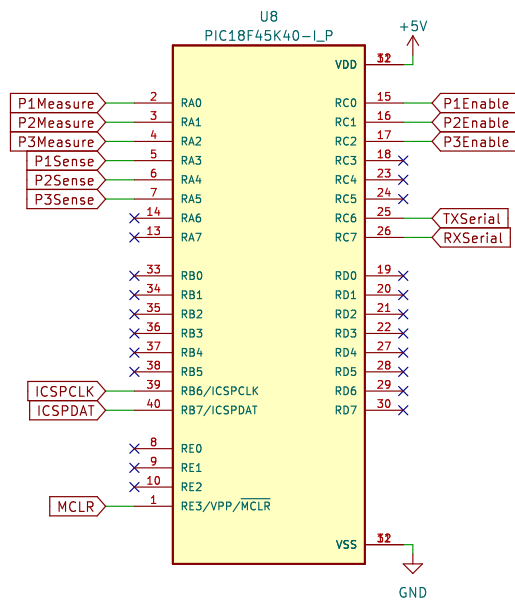 U8
PIC18F45K40-I_P
+5V
VDD
P1Measure 2 RA0
P2Measure 3 RA1
P3Measure 4 RA2
P1Sense 5 RA3
P2Sense 6 RA4
P3Sense 7 RA5
14 RA6
13 RA7
33 RB0
34 RB1
35 RB2
36 RB3
37 RB4
38 RB5
ICSPCLK 39 RB6/ICSPCLK
ICSPDAT 40 RB7/ICSPDAT
8 RE0
9 RE1
10 RE2
MCLR 1 RE3/VPP/MCLR
RC0 15 P1Enable
RC1 16 P2Enable
RC2 17 P3Enable
RC3 18
RC4 23
RC5 24
RC6 25 TXSerial
RC7 26 RXSerial
RD0 19
RD1 20
RD2 21
RD3 22
RD4 27
RD5 28
RD6 29
RD7 30
VSS
GND